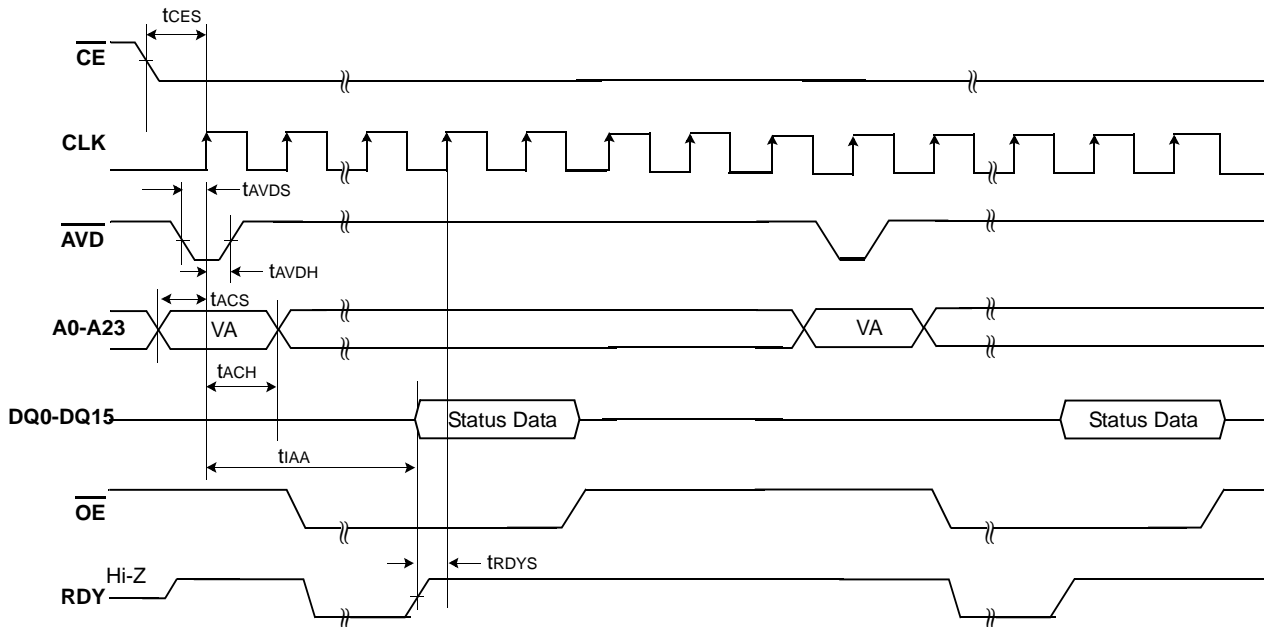 tCES
CE
CLK
tAVDS
AVD
tAVDH
tACS
A0-A23
VA
VA
tACH
DQ0-DQ15
Status Data
Status Data
tIAA
OE
tRDYS
Hi-Z
RDY